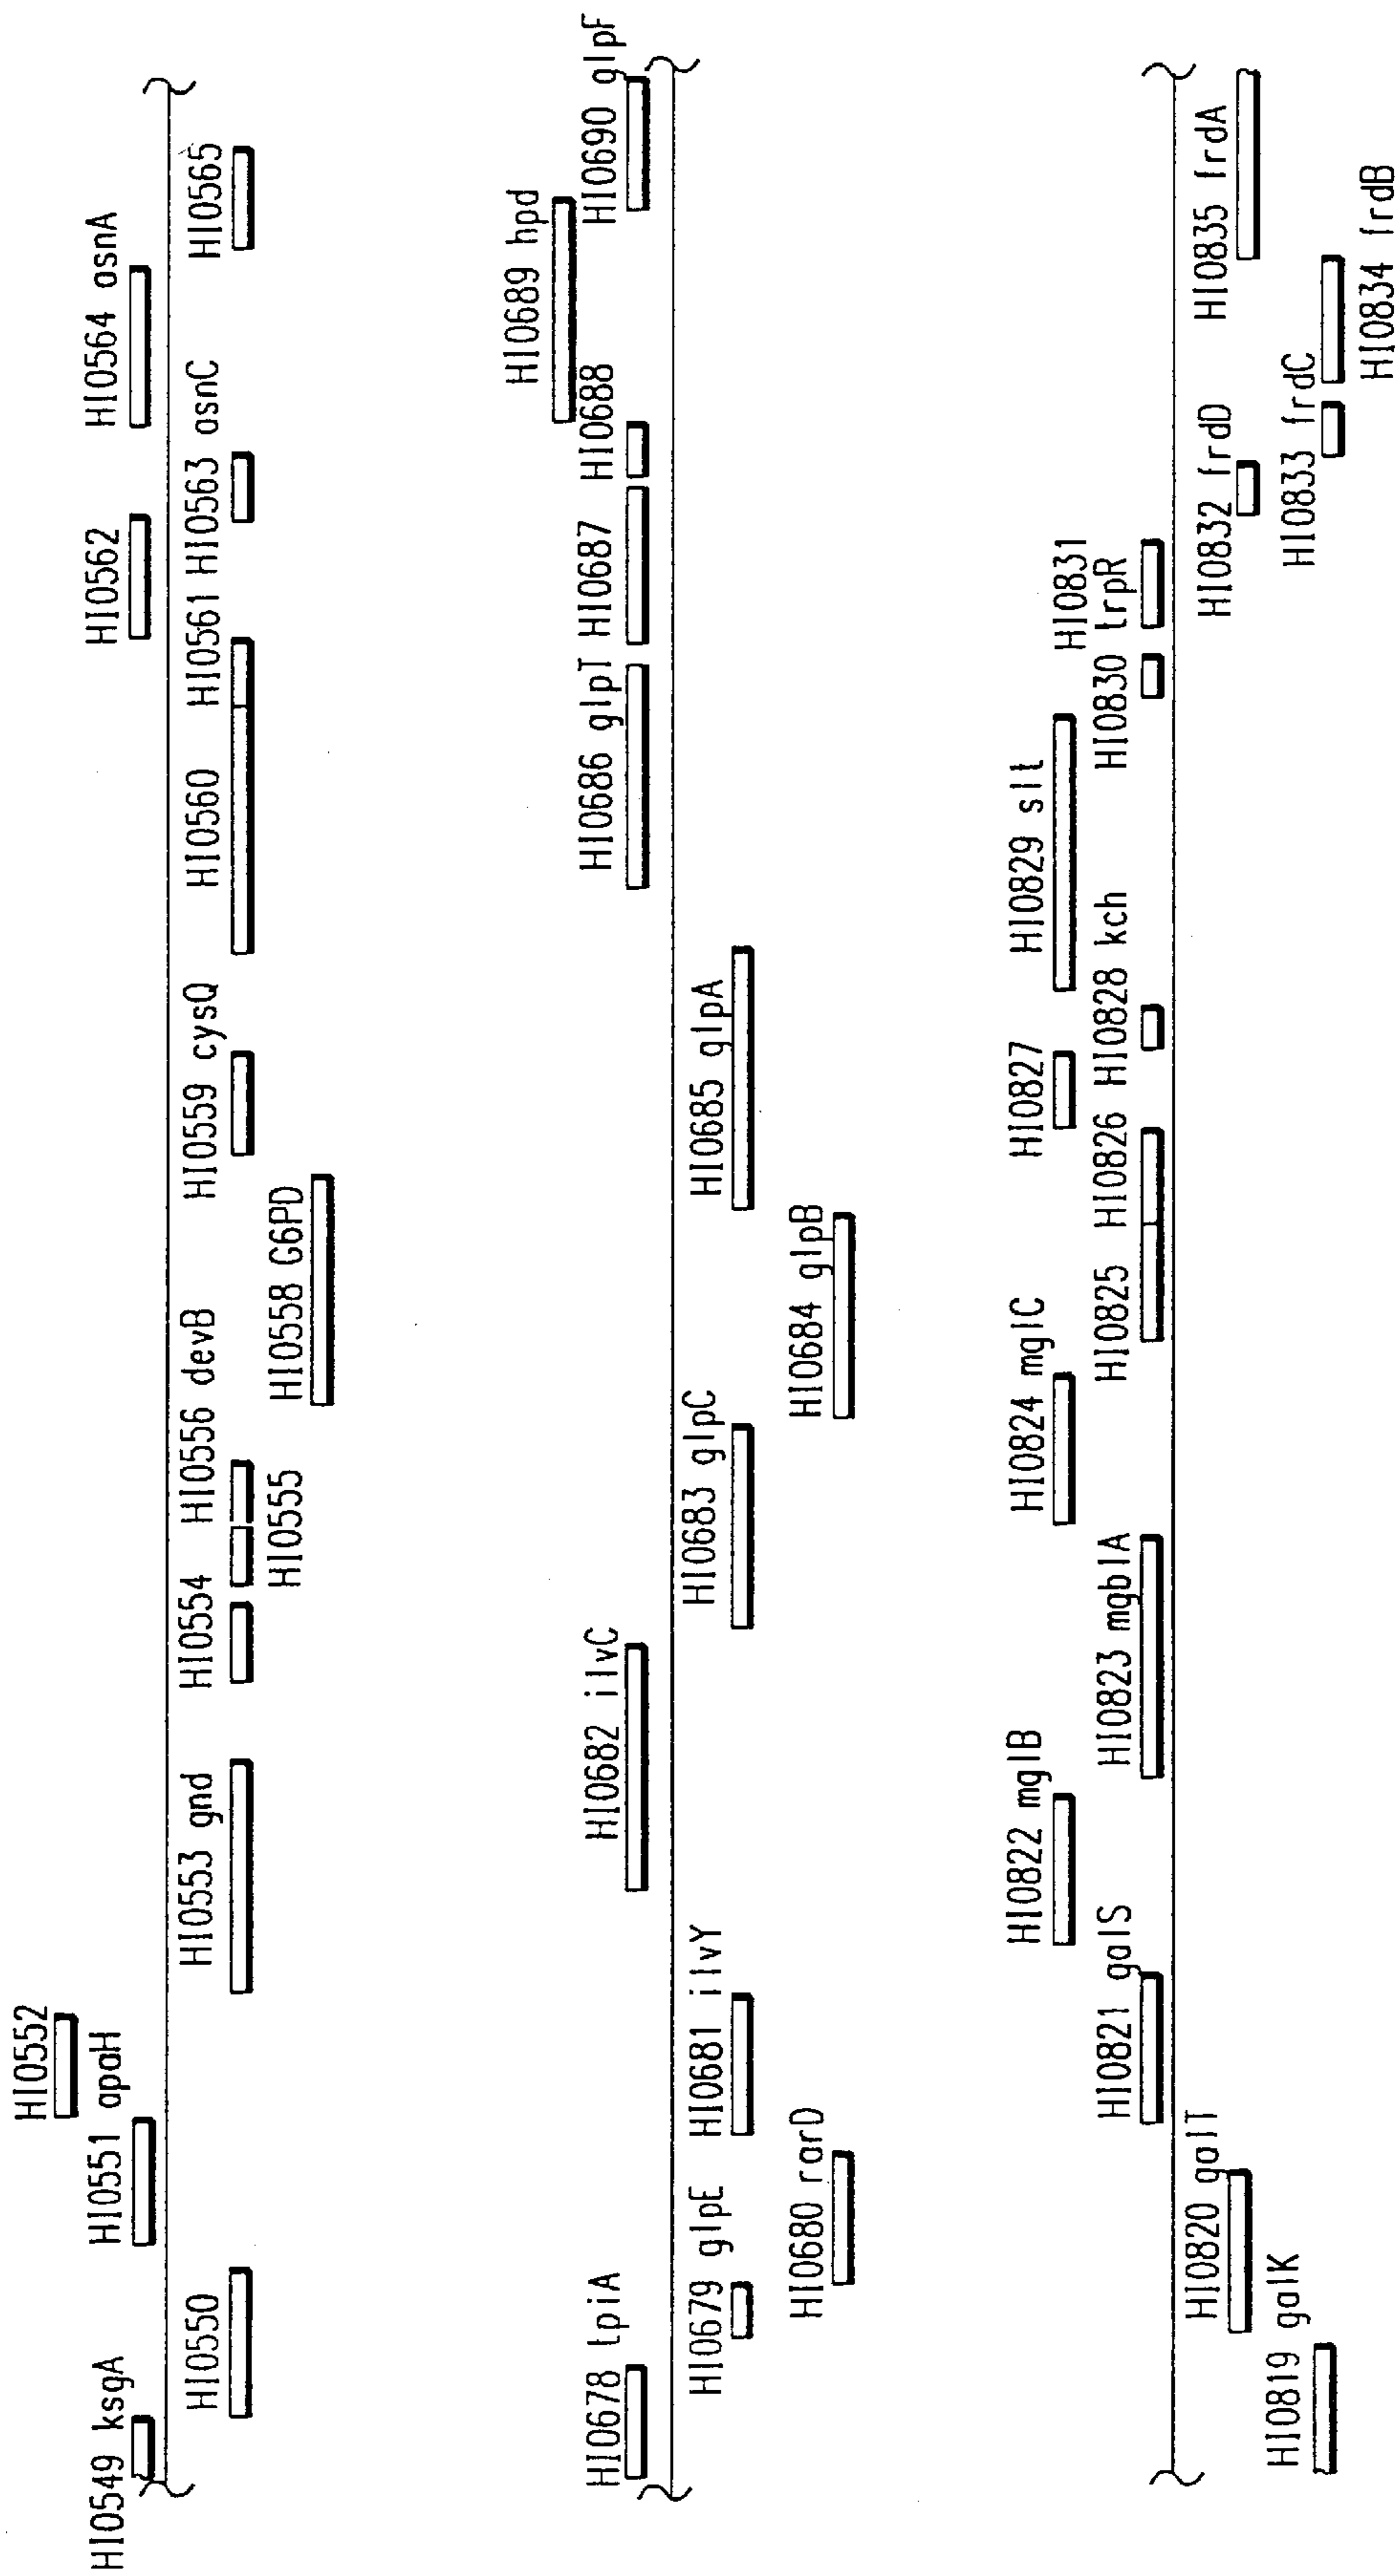 HI0549 ksgA
HI0550
HI0551 apaH
HI0552
HI0553 gnd
HI0554
HI0555
HI0556 devB
HI0558 G6PD
HI0559 cysQ
HI0560
HI0561
HI0562
HI0563 asnC
HI0564 asnA
HI0565
HI0678 tpiA
HI0679 glpE
HI0680 rarD
HI0681 ilvY
HI0682 ilvC
HI0683 glpC
HI0684 glpB
HI0685 glpA
HI0686 glpT
HI0687
HI0688
HI0689 hpd
HI0690 glpF
HI0819 galK
HI0820 galT
HI0821 galS
HI0822 mglB
HI0823 mgblA
HI0824 mglC
HI0825
HI0826
HI0827
HI0828 kch
HI0829 slt
HI0830
HI0831
trpR
HI0832 frdD
HI0833 frdC
HI0834 frdB
HI0835 frdA